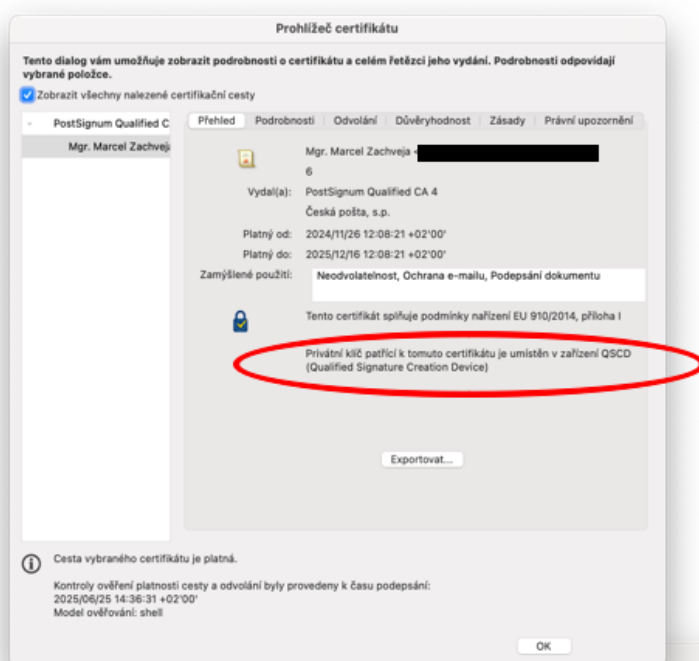 Prohlížeč certifikátu
Tento dialog vám umožňuje zobrazit podrobnosti o certifikátu a celém řetězci jeho vydání. Podrobnosti odpovídají
vybrané položce.
Zobrazit všechny nalezené certifikační cesty
PostSignum Qualified C
Mgr. Marcel Zachvej
Přehled Podrobnosti Odvolání Důvěryhodnost Zásady Právní upozornění
Mgr. Marcel Zachveja <
6
Vydal(a): PostSignum Qualified CA 4
Česká pošta, s.p.
Platný od: 2024/11/26 12:08:21 +02'00'
Platný do: 2025/12/16 12:08:21 +02'00'
Zamýšlené použití: Neodvolatelnost, Ochrana e-mailu, Podepsání dokumentu
Tento certifikát splňuje podmínky nařízení EU 910/2014, příloha I
Privátní klíč patřící k tomuto certifikátu je umístěn v zařízení QSCD
(Qualified Signature Creation Device)
Exportovat...
Cesta vybraného certifikátu je platná.
Kontroly ověření platnosti cesty a odvolání byly provedeny k času podepsání:
2025/06/25 14:36:31 +02'00'
Model ověřování: shell
OK